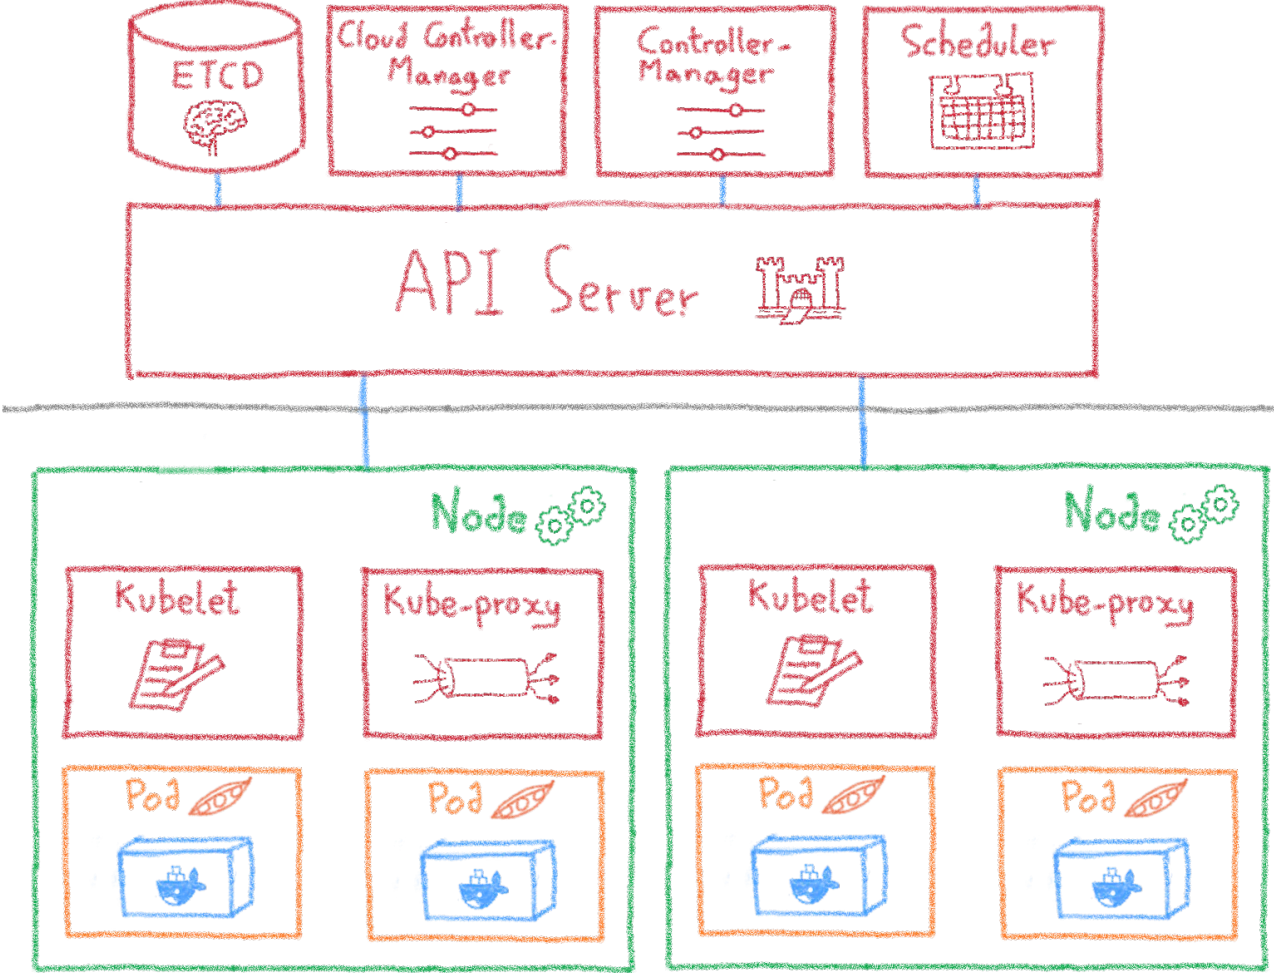 ETCD
Cloud Controller-
Manager
Controller-
Manager
Scheduler
API Server
Node
Kubelet
Kube-proxy
Pod
Pod
Node
Kubelet
Kube-proxy
Pod
Pod